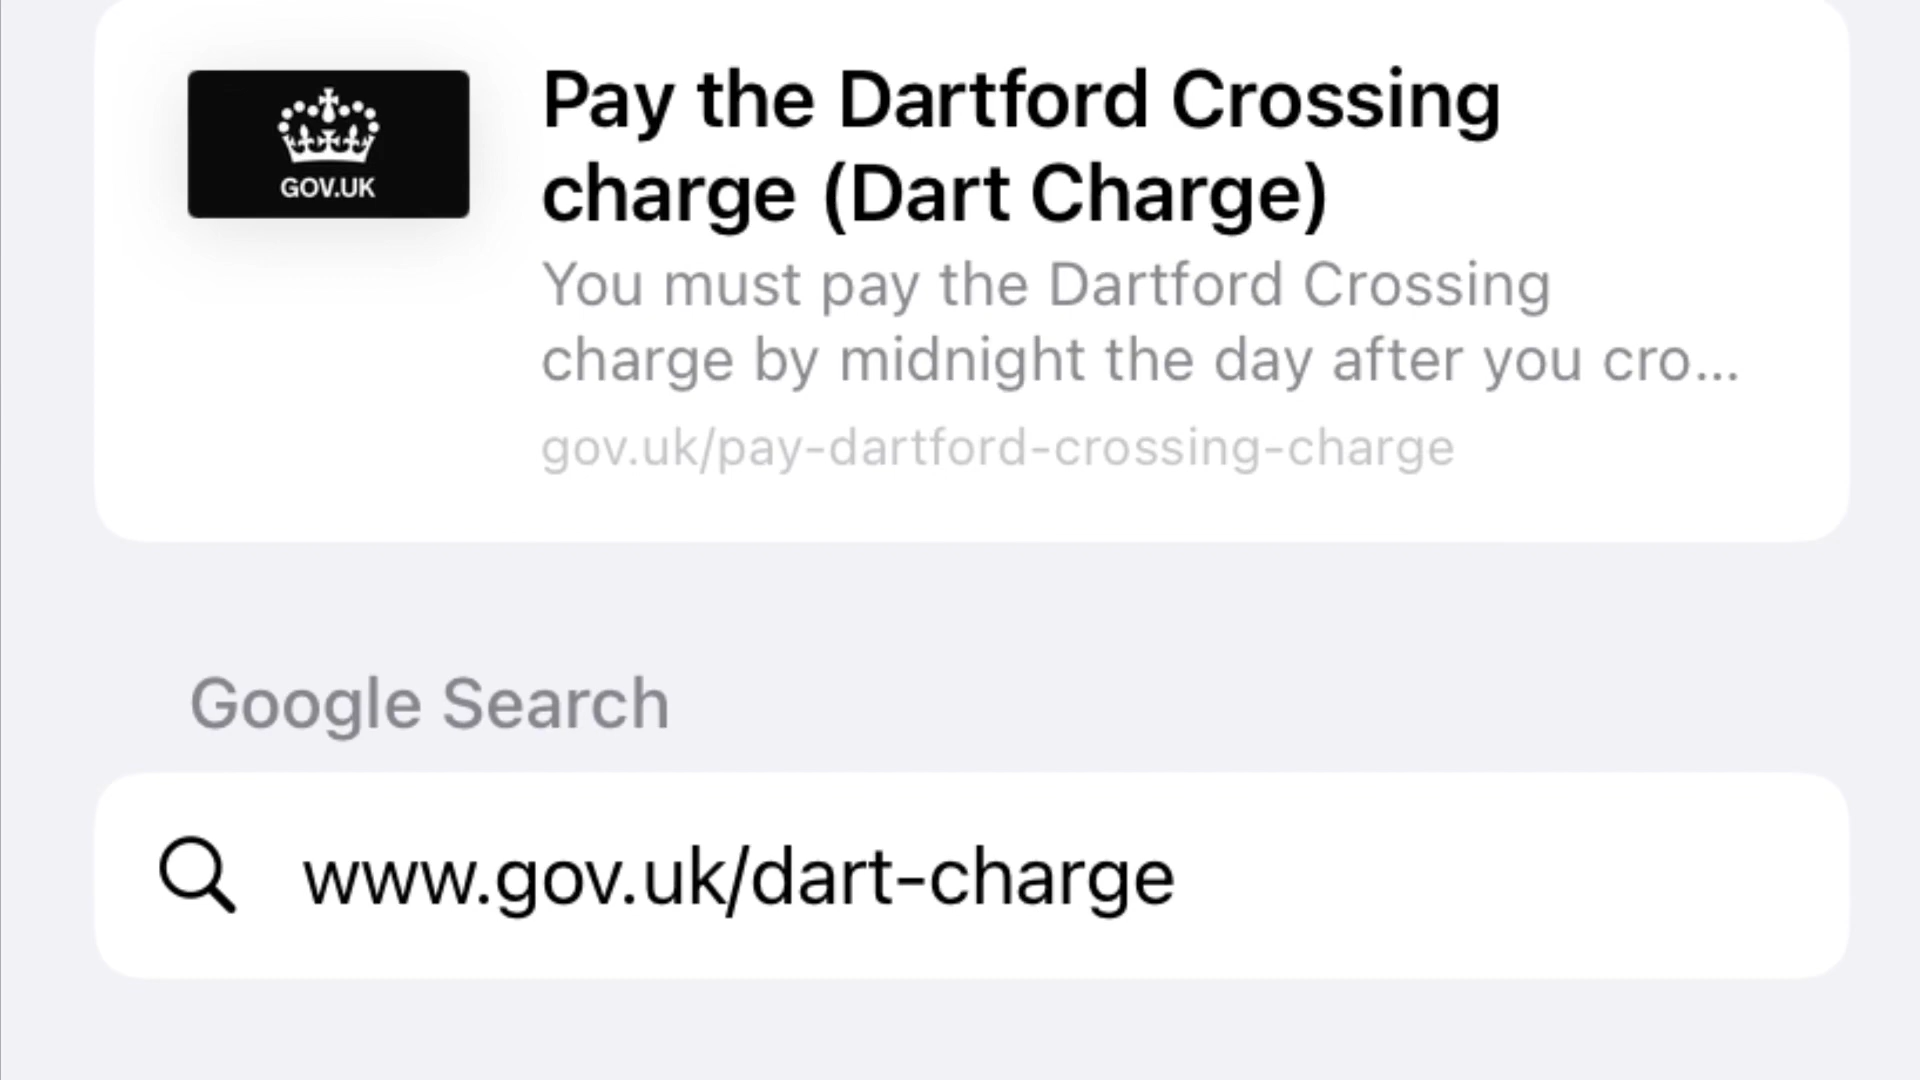 GOV.UK
Pay the Dartford Crossing
charge (Dart Charge)
You must pay the Dartford Crossing
charge by midnight the day after you cro...
gov.uk/pay-dartford-crossing-charge
Google Search
www.gov.uk/dart-charge